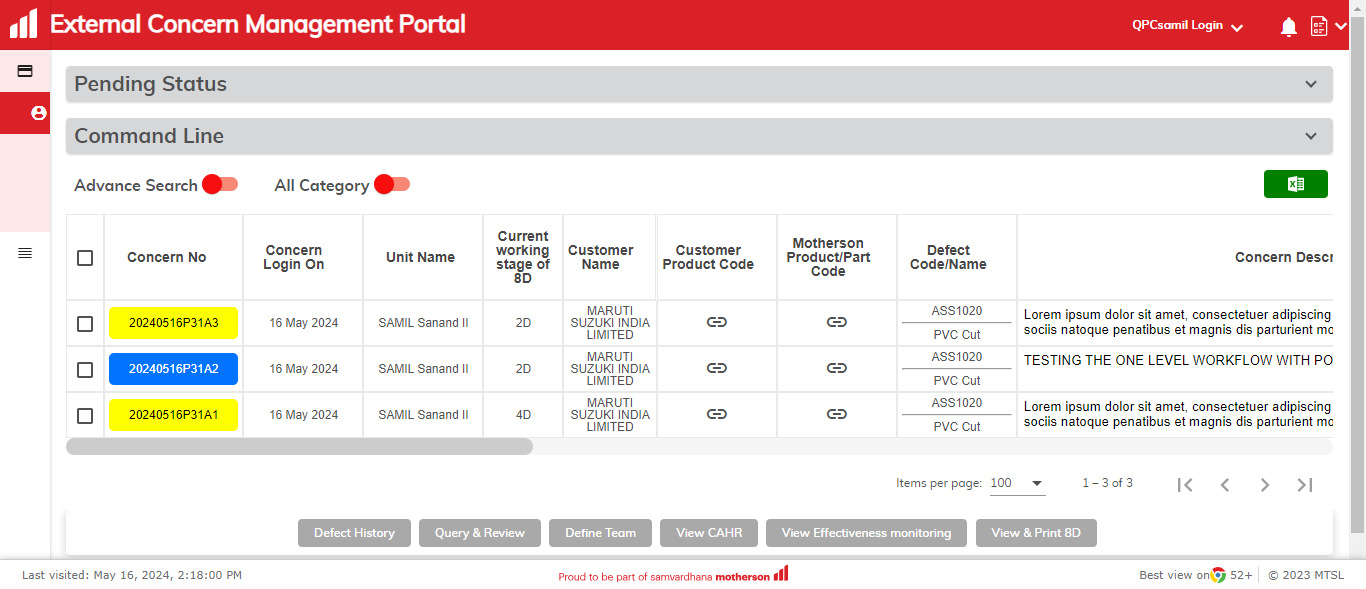 External Concern Management Portal
QPCsamil Login
Pending Status
Command Line
Advance Search
All Category
Concern No
Concern
Login On
Unit Name
Current
working
stage of
8D
Customer
Name
Customer
Product Code
Motherson
Product/Part
Code
Defect
Code/Name
Concern Descr
20240516P31A3
16 May 2024
SAMIL Sanand II
2D
MARUTI
SUZUKI INDIA
LIMITED
ASS1020
PVC Cut
Lorem ipsum dolor sit amet, consectetuer adipiscing
sociis natoque penatibus et magnis dis parturient mo
20240516P31A2
16 May 2024
SAMIL Sanand II
2D
MARUTI
SUZUKI INDIA
LIMITED
ASS1020
PVC Cut
TESTING THE ONE LEVEL WORKFLOW WITH PO
20240516P31A1
16 May 2024
SAMIL Sanand II
4D
MARUTI
SUZUKI INDIA
LIMITED
ASS1020
PVC Cut
Lorem ipsum dolor sit amet, consectetuer adipiscing
sociis natoque penatibus et magnis dis parturient mo
Items per page: 100
1 – 3 of 3
Defect History
Query & Review
Define Team
View CAHR
View Effectiveness monitoring
View & Print 8D
Last visited: May 16, 2024, 2:18:00 PM
Proud to be part of samvardhana motherson
Best view on 52+
© 2023 MTSL